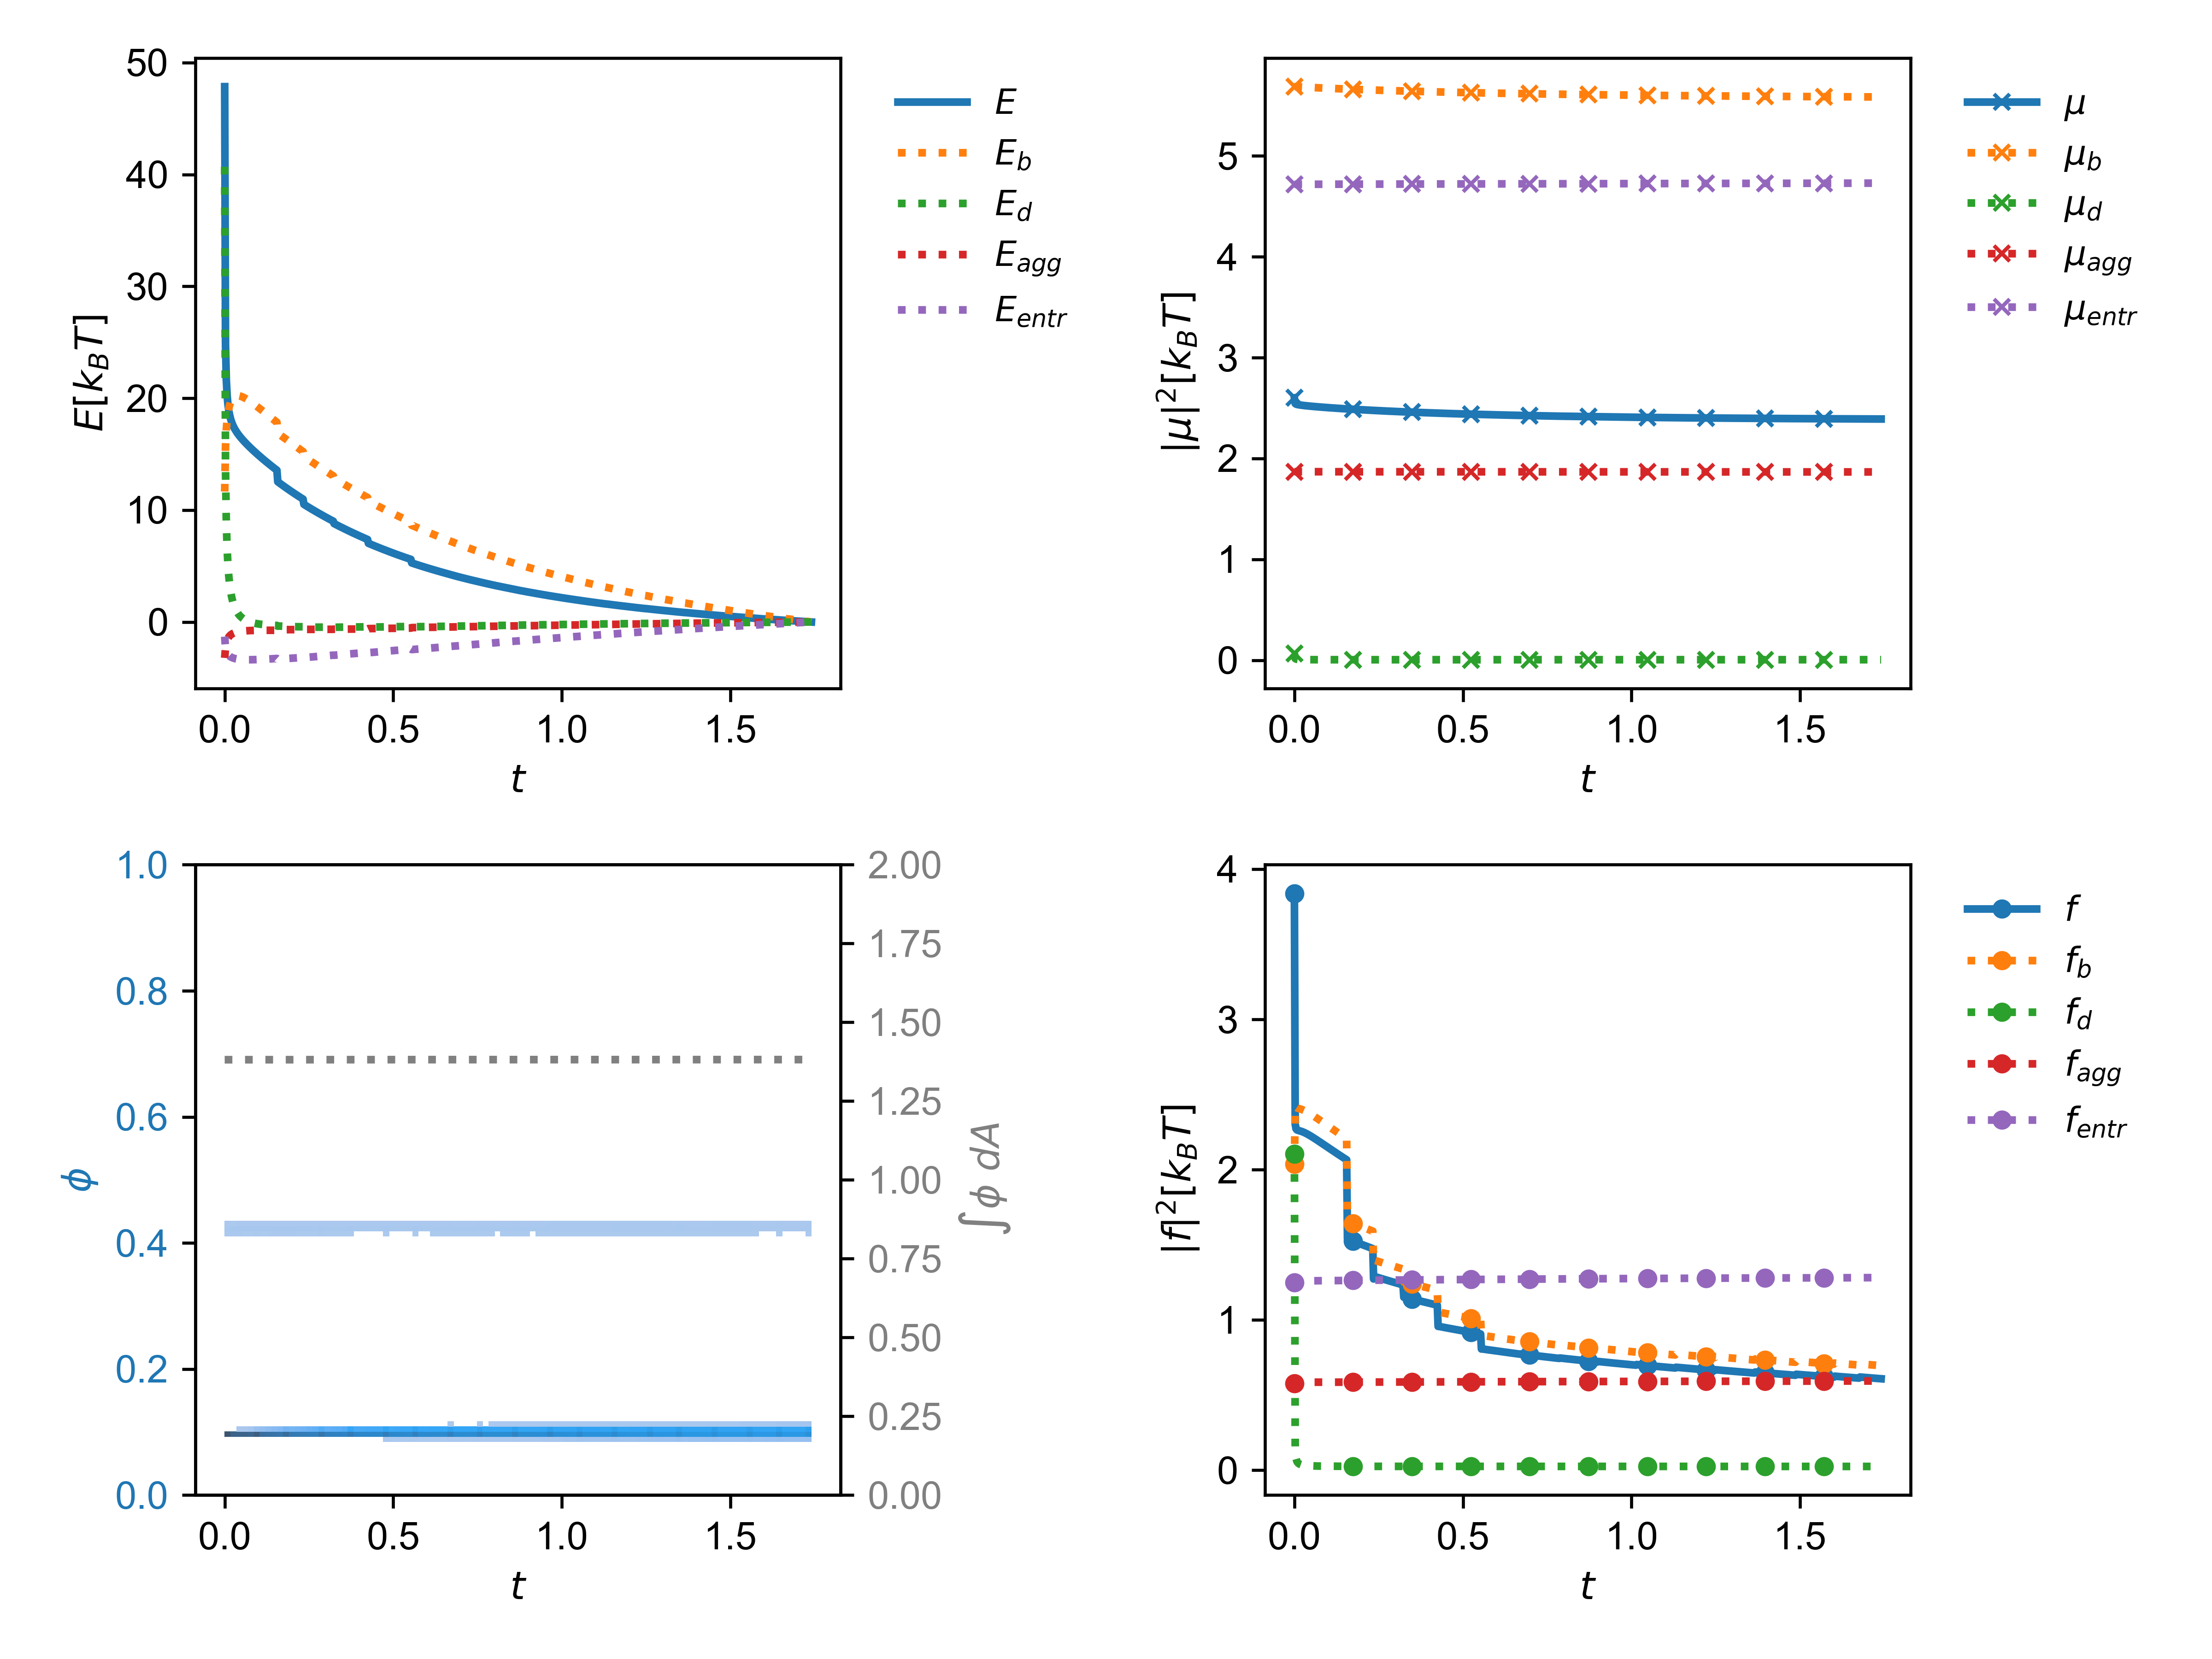 50
40
30
20
10
0
E[k_BT]
0.0 0.5 1.0 1.5
t
E
E_b
E_d
E_agg
E_entr
5
4
3
2
1
0
|μ|²[k_BT]
0.0 0.5 1.0 1.5
t
μ
μ_b
μ_d
μ_agg
μ_entr
1.0
0.8
0.6
0.4
0.2
0.0
ϕ
2.00
1.75
1.50
1.25
1.00
0.75
0.50
0.25
0.00
∫ϕ dA
0.0 0.5 1.0 1.5
t
4
3
2
1
0
|f|²[k_BT]
0.0 0.5 1.0 1.5
t
f
f_b
f_d
f_agg
f_entr